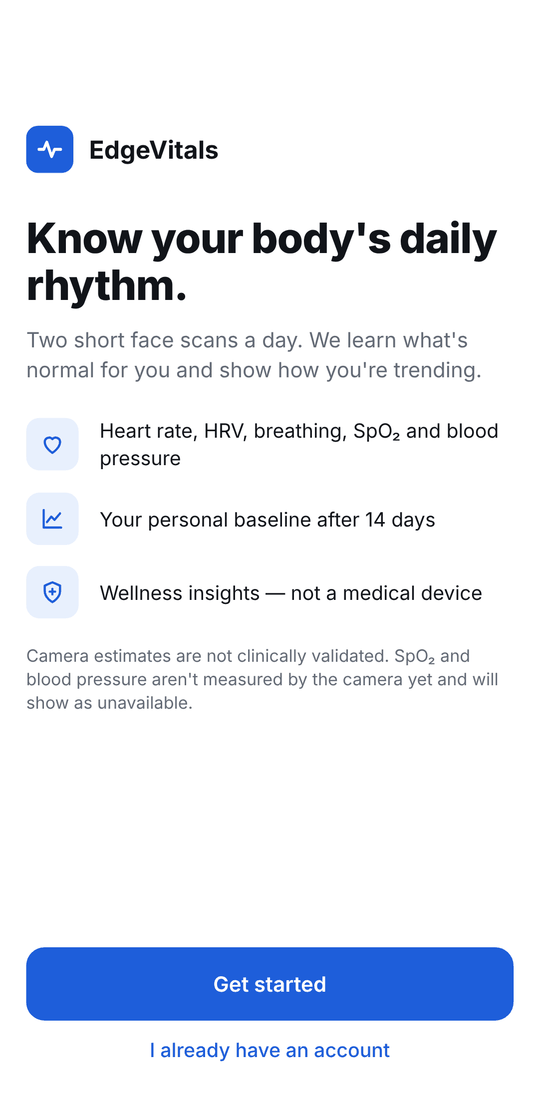 EdgeVitals
Know your body's daily
rhythm.
Two short face scans a day. We learn what's
normal for you and show how you're trending.
Heart rate, HRV, breathing, SpO₂ and blood
pressure
Your personal baseline after 14 days
Wellness insights — not a medical device
Camera estimates are not clinically validated. SpO₂ and
blood pressure aren't measured by the camera yet and will
show as unavailable.
Get started
I already have an account